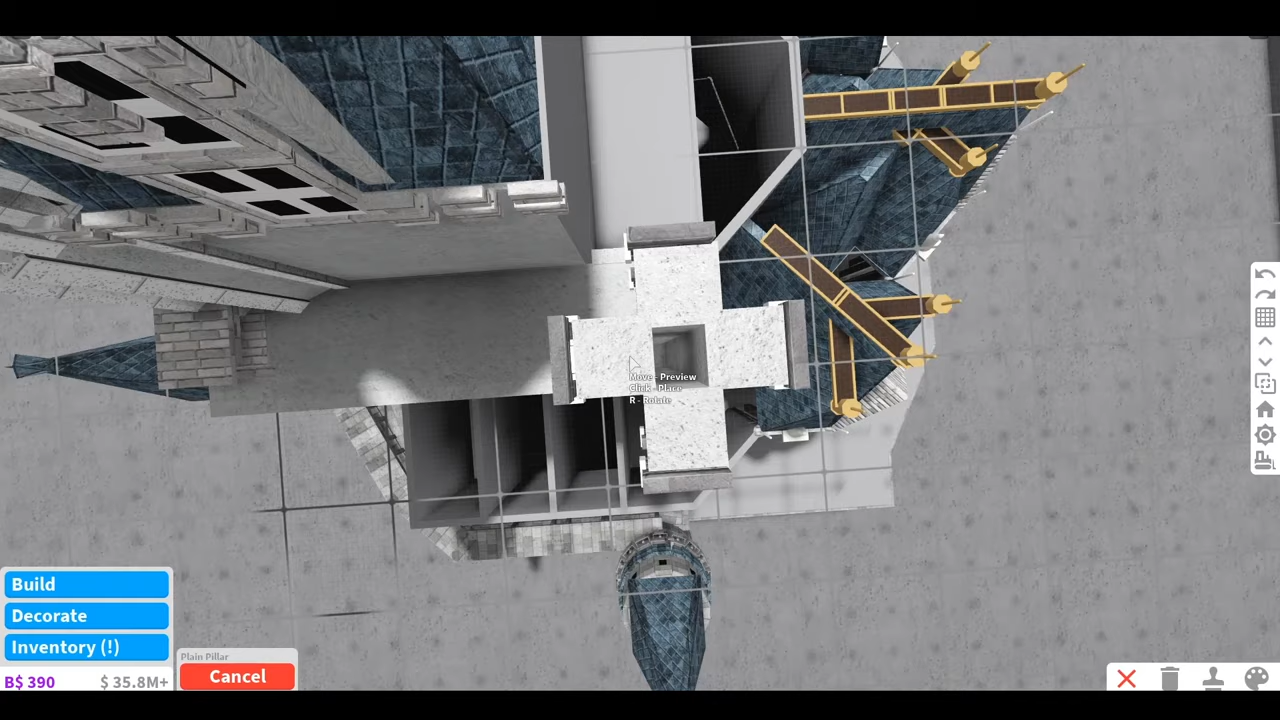 Move - Preview
Click - Place
R - Rotate
Build
Decorate
Inventory (!)
B$ 390
$ 35.8M+
Plain Pillar
Cancel